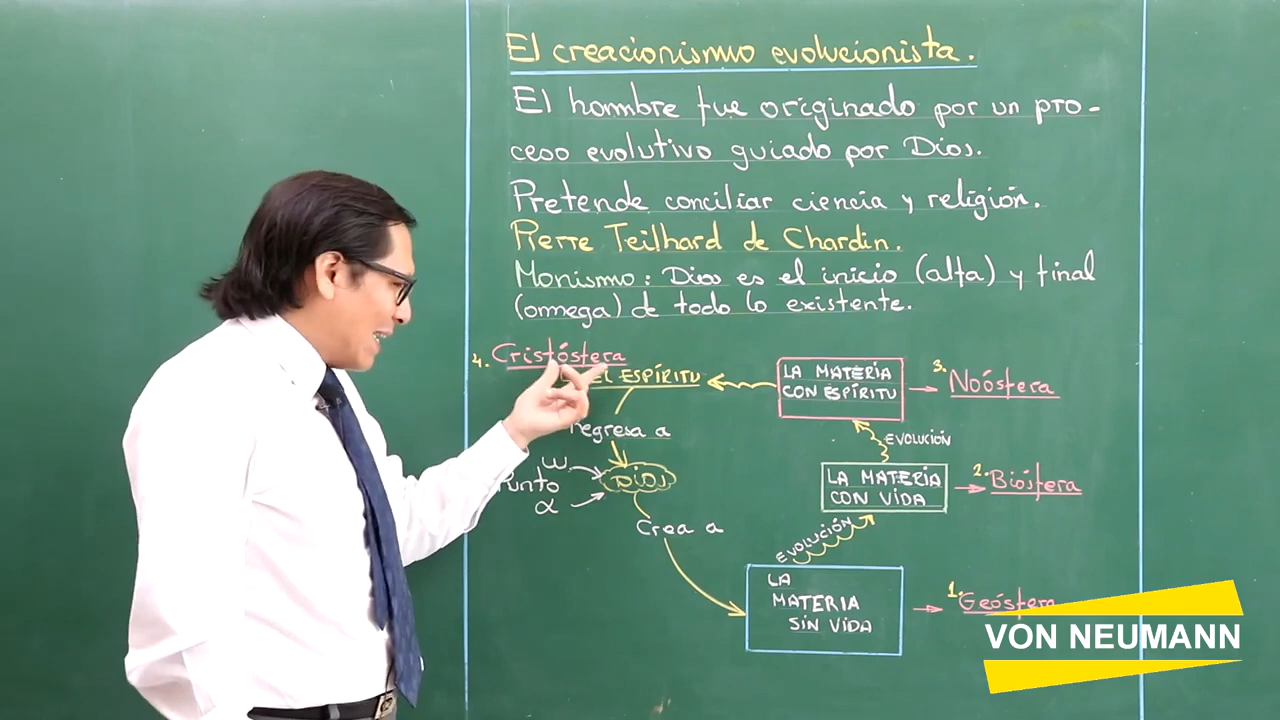 El creacionismo evolucionista.
El hombre fue originado por un pro-
ceso evolutivo guiado por Dios.
Pretende conciliar ciencia y religión.
Pierre Teilhard de Chardin.
Monismo: Dios es el inicio (alfa) y final
(omega) de todo lo existente.
4. Cristósfera
EL ESPÍRITU
LA MATERIA
CON ESPÍRITU
3. Noósfera
regresa a
EVOLUCIÓN
ω
Punto
α
DIOS
LA MATERIA
CON VIDA
2. Biósfera
Crea a
EVOLUCIÓN
LA
MATERIA
SIN VIDA
1. Geósfera
VON NEUMANN